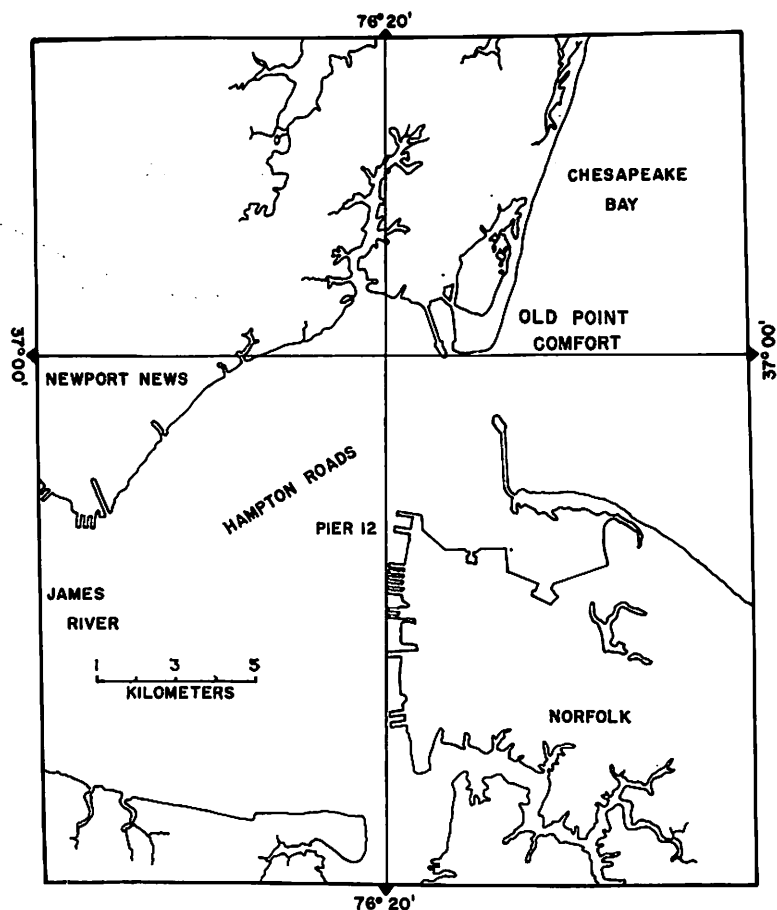 76° 20'
CHESAPEAKE
BAY
OLD POINT
COMFORT
37° 00'
37° 00'
NEWPORT NEWS
HAMPTON ROADS
PIER 12
JAMES
RIVER
1 3 5
KILOMETERS
NORFOLK
76° 20'